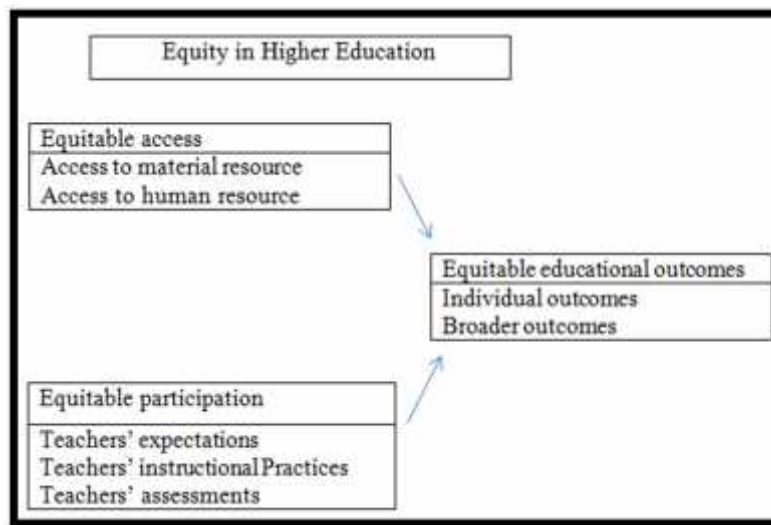 Equity in Higher Education
Equitable access
Access to material resource
Access to human resource
Equitable educational outcomes
Individual outcomes
Broader outcomes
Equitable participation
Teachers’ expectations
Teachers’ instructional Practices
Teachers’ assessments